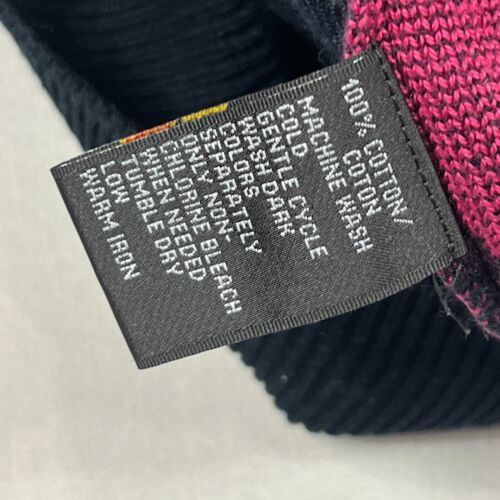 100% COTTON/
COTON
MACHINE WASH
COLD
GENTLE CYCLE
WASH DARK
COLORS
SEPARATELY
ONLY NON-
CHLORINE BLEACH
WHEN NEEDED
TUMBLE DRY
LOW
WARM IRON